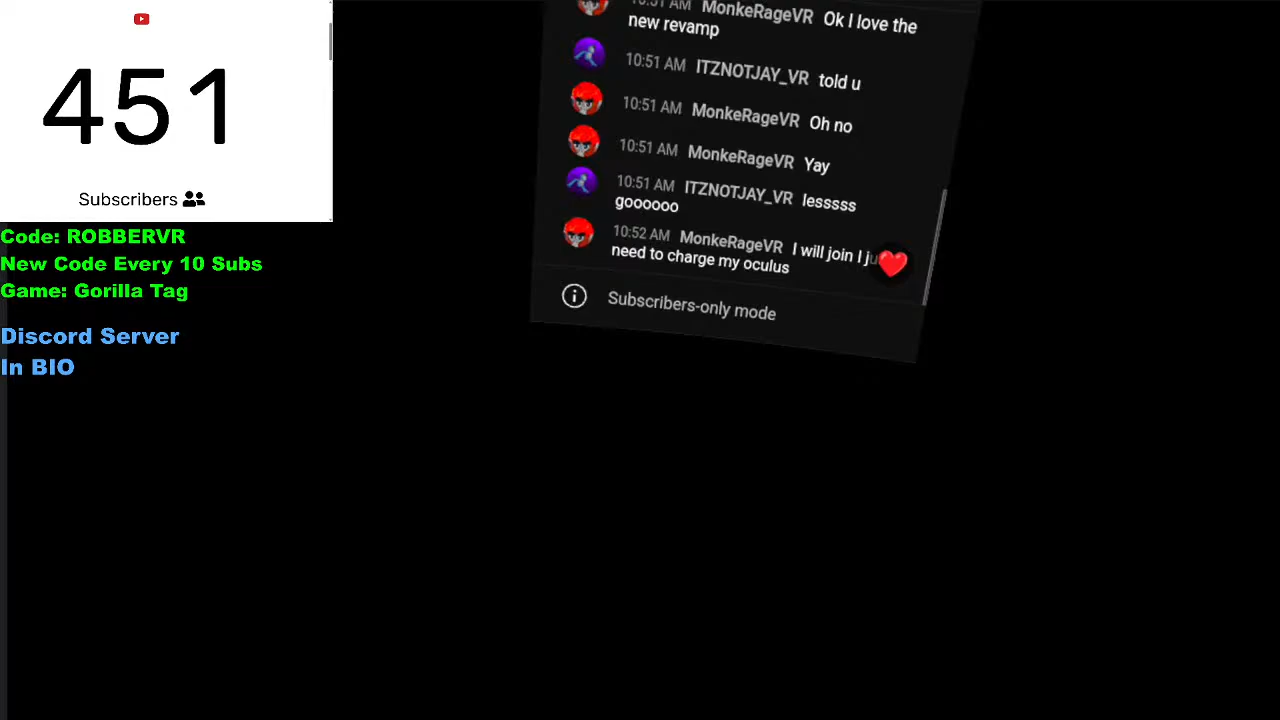 451
Subscribers
Code: ROBBERVR
New Code Every 10 Subs
Game: Gorilla Tag
Discord Server
In BIO
10:51 AM MonkeRageVR Ok I love the
new revamp
10:51 AM ITZNOTJAY_VR told u
10:51 AM MonkeRageVR Oh no
10:51 AM MonkeRageVR Yay
10:51 AM ITZNOTJAY_VR lesssss
goooooo
10:52 AM MonkeRageVR I will join I
need to charge my oculus
Subscribers-only mode